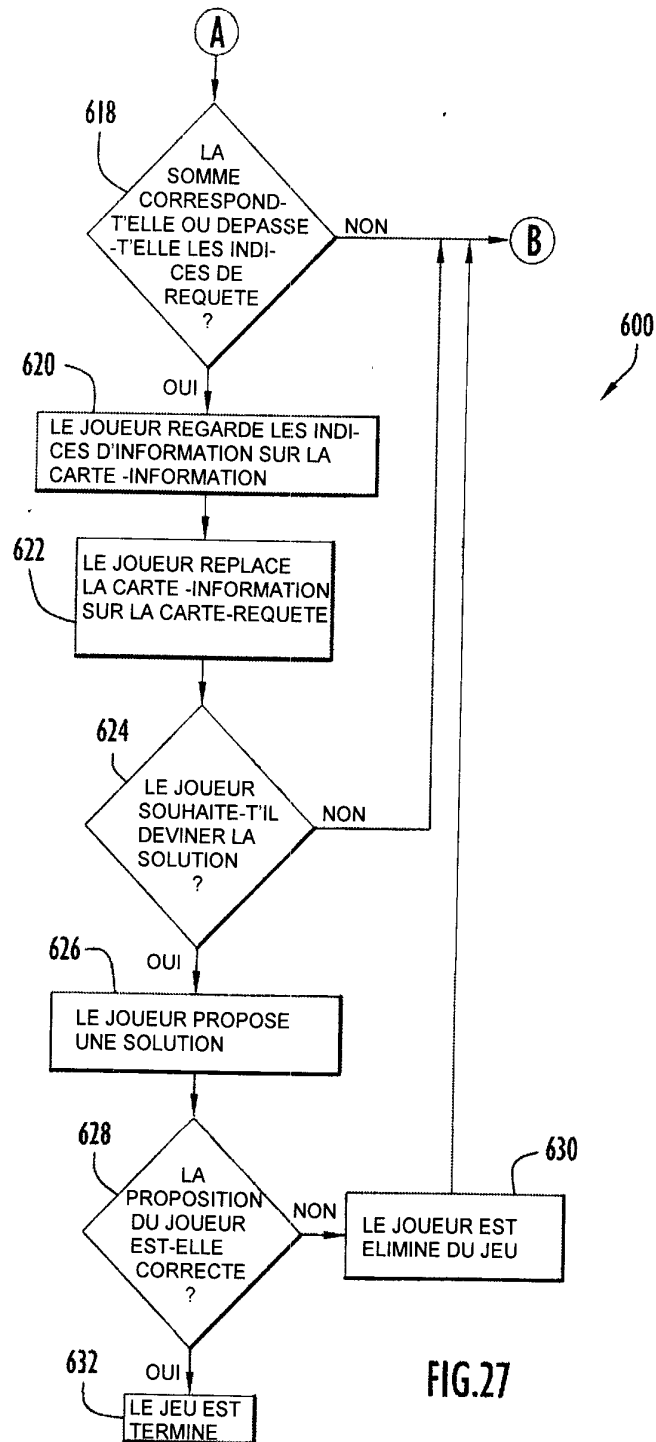 A
618
LA
SOMME
CORRESPOND-
T'ELLE OU DEPASSE
-T'ELLE LES INDI-
CES DE
REQUETE
?
NON
B
600
OUI
620
LE JOUEUR REGARDE LES INDI-
CES D'INFORMATION SUR LA
CARTE -INFORMATION
622
LE JOUEUR REPLACE
LA CARTE -INFORMATION
SUR LA CARTE-REQUETE
624
LE JOUEUR
SOUHAITE-T'IL
DEVINER LA
SOLUTION
?
NON
OUI
626
LE JOUEUR PROPOSE
UNE SOLUTION
628
LA
PROPOSITION
DU JOUEUR
EST-ELLE
CORRECTE
?
NON
630
LE JOUEUR EST
ELIMINE DU JEU
OUI
632
LE JEU EST
TERMINE
FIG.27